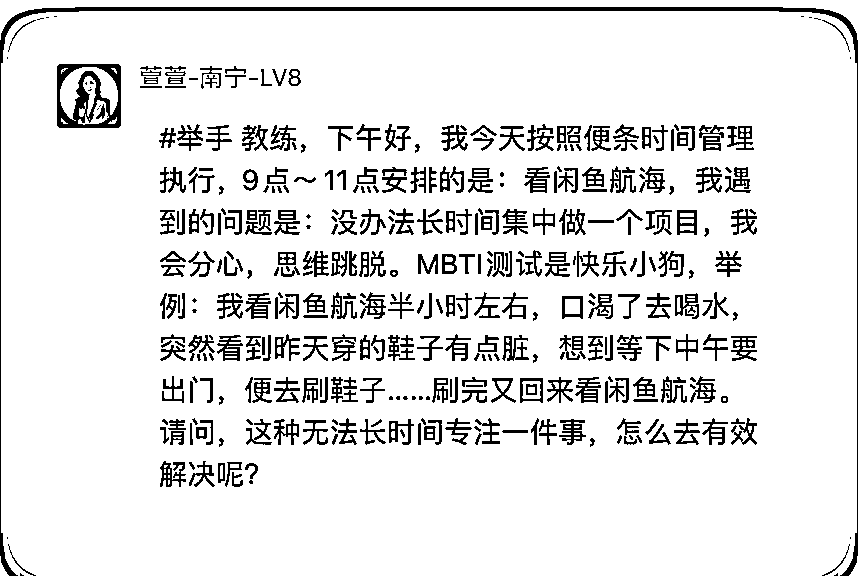 萱萱-南宁-LV8
#举手 教练，下午好，我今天按照便条时间管理
执行，9点～11点安排的是：看闲鱼航海，我遇
到的问题是：没办法长时间集中做一个项目，我
会分心，思维跳脱。MBTI测试是快乐小狗，举
例：我看闲鱼航海半小时左右，口渴了去喝水，
突然看到昨天穿的鞋子有点脏，想到等下中午要
出门，便去刷鞋子......刷完又回来看闲鱼航海。
请问，这种无法长时间专注一件事，怎么去有效
解决呢?